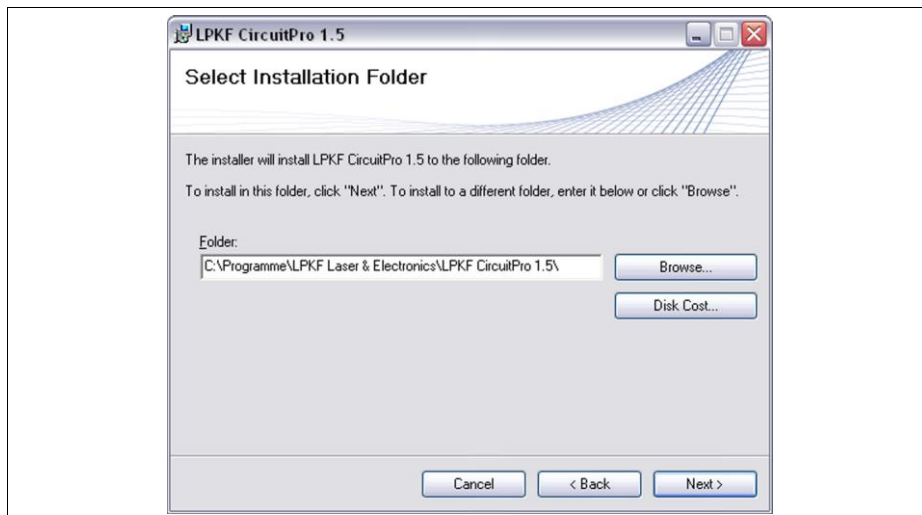 LPKF CircuitPro 1.5
Select Installation Folder
The installer will install LPKF CircuitPro 1.5 to the following folder.
To install in this folder, click "Next". To install to a different folder, enter it below or click "Browse".
Folder:
C:\Programme\LPKF Laser & Electronics\LPKF CircuitPro 1.5\
Browse...
Disk Cost...
Cancel
< Back
Next >